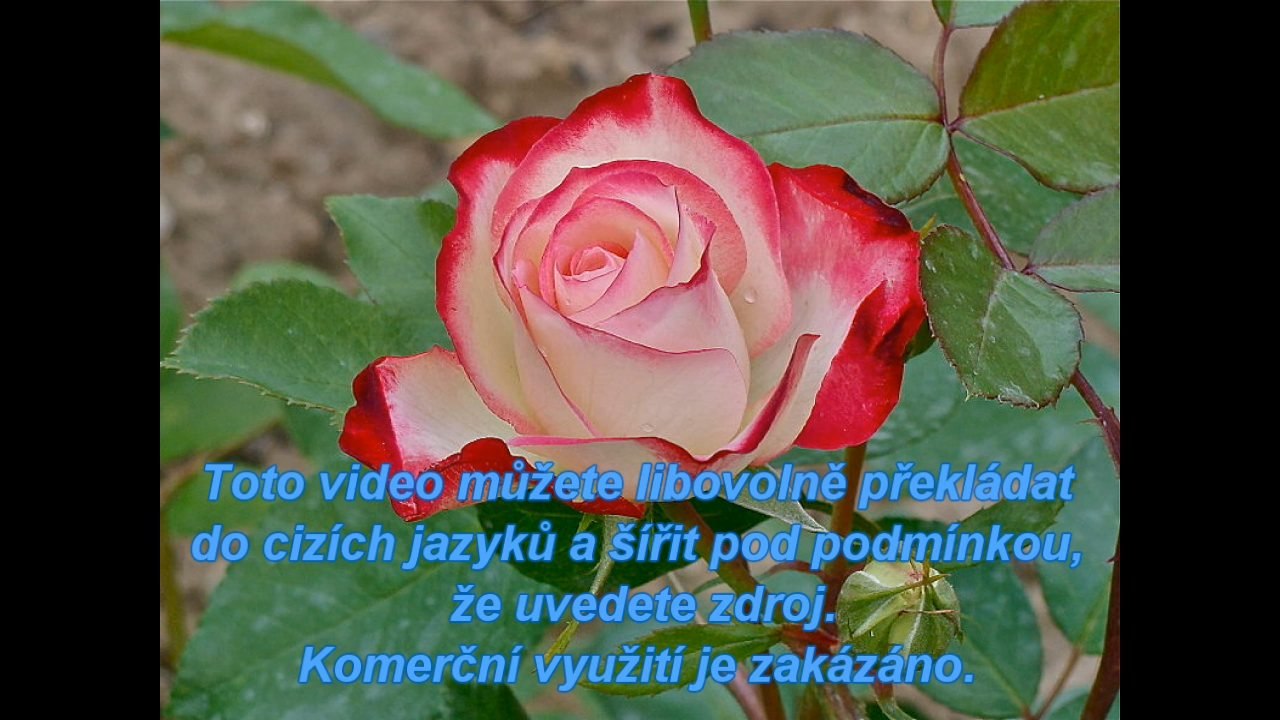 Toto video můžete libovolně překládat
do cizích jazyků a šířit pod podmínkou,
že uvedete zdroj.
Komerční využití je zakázáno.